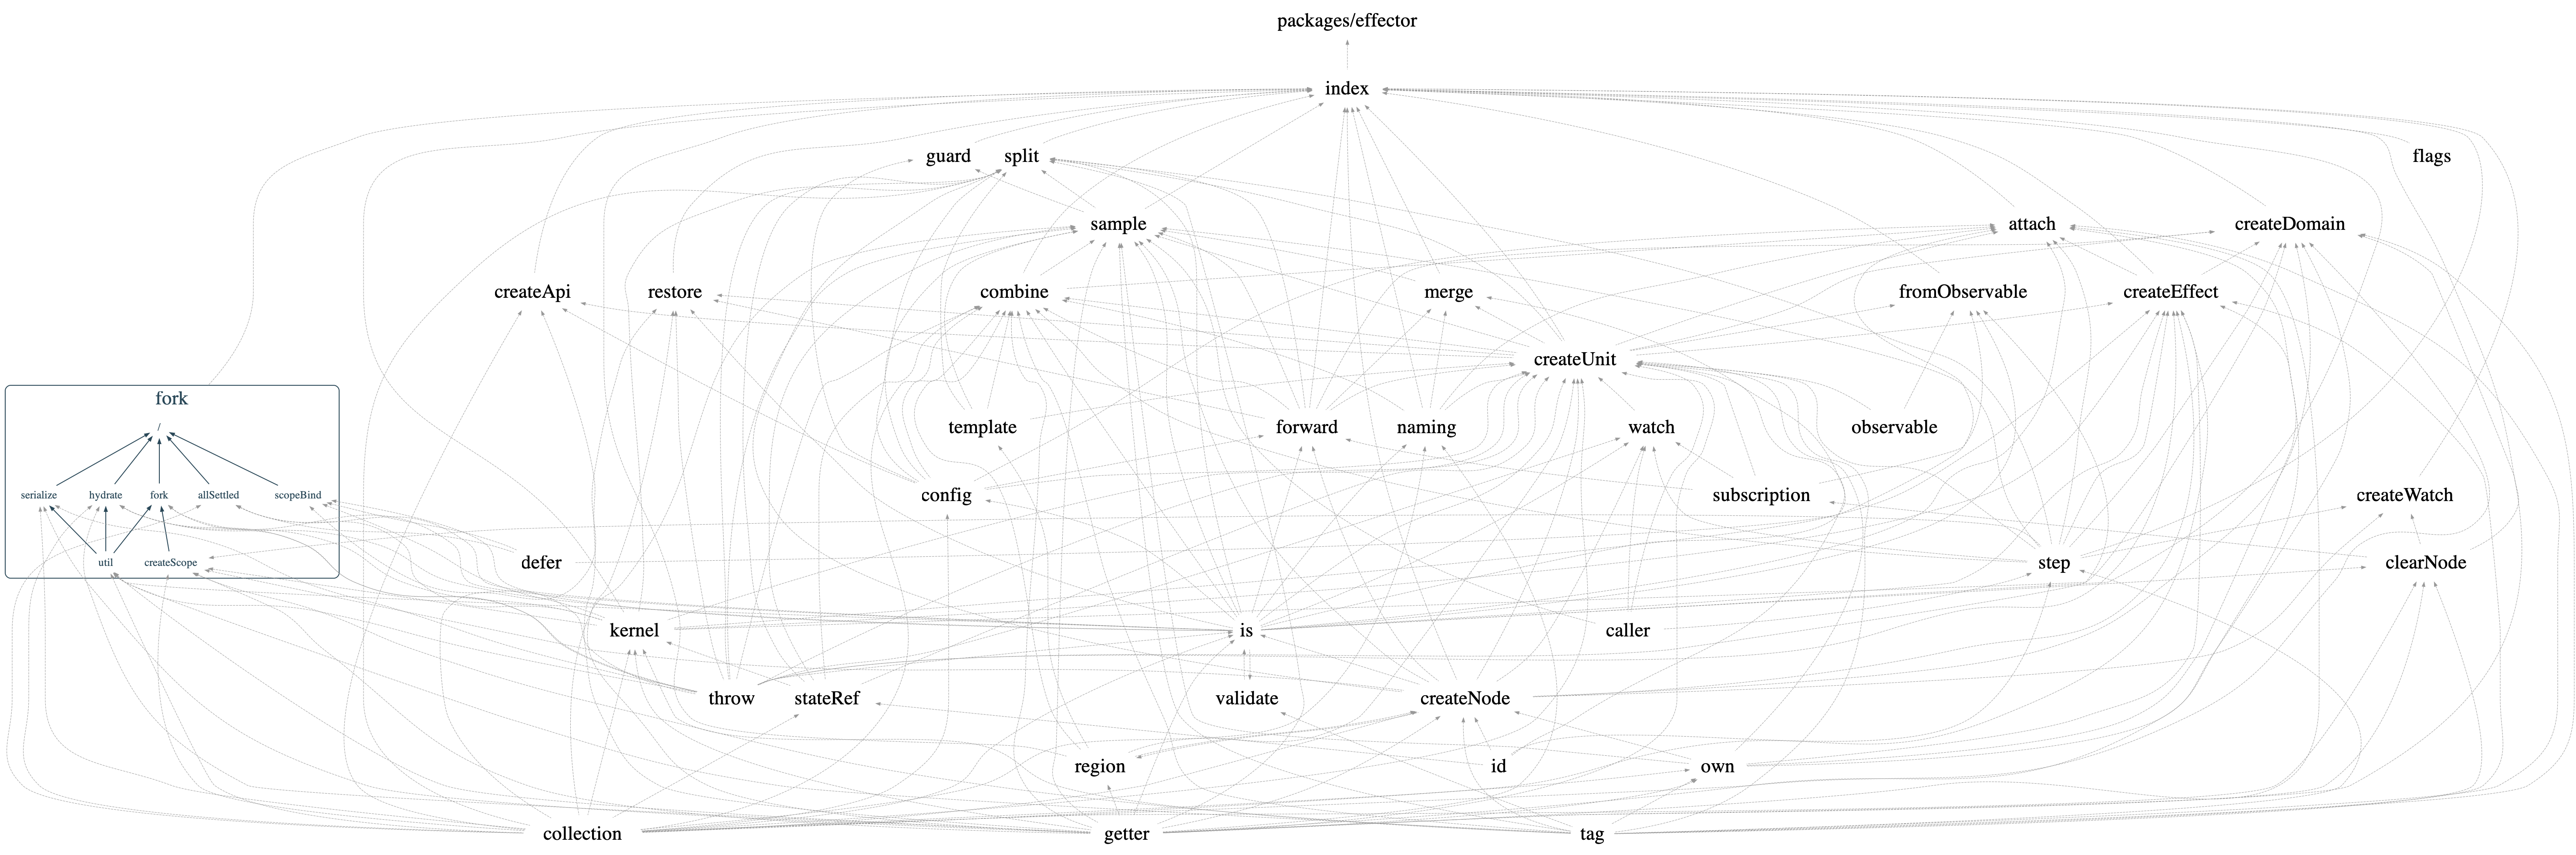 packages/effector
index
guard split flags
sample attach createDomain
createApi restore combine merge fromObservable createEffect
createUnit
fork
/
template forward naming watch observable
serialize hydrate fork allSettled scopeBind
config subscription createWatch
util createScope
defer step clearNode
kernel is caller
throw stateRef validate createNode
region id own
collection getter tag